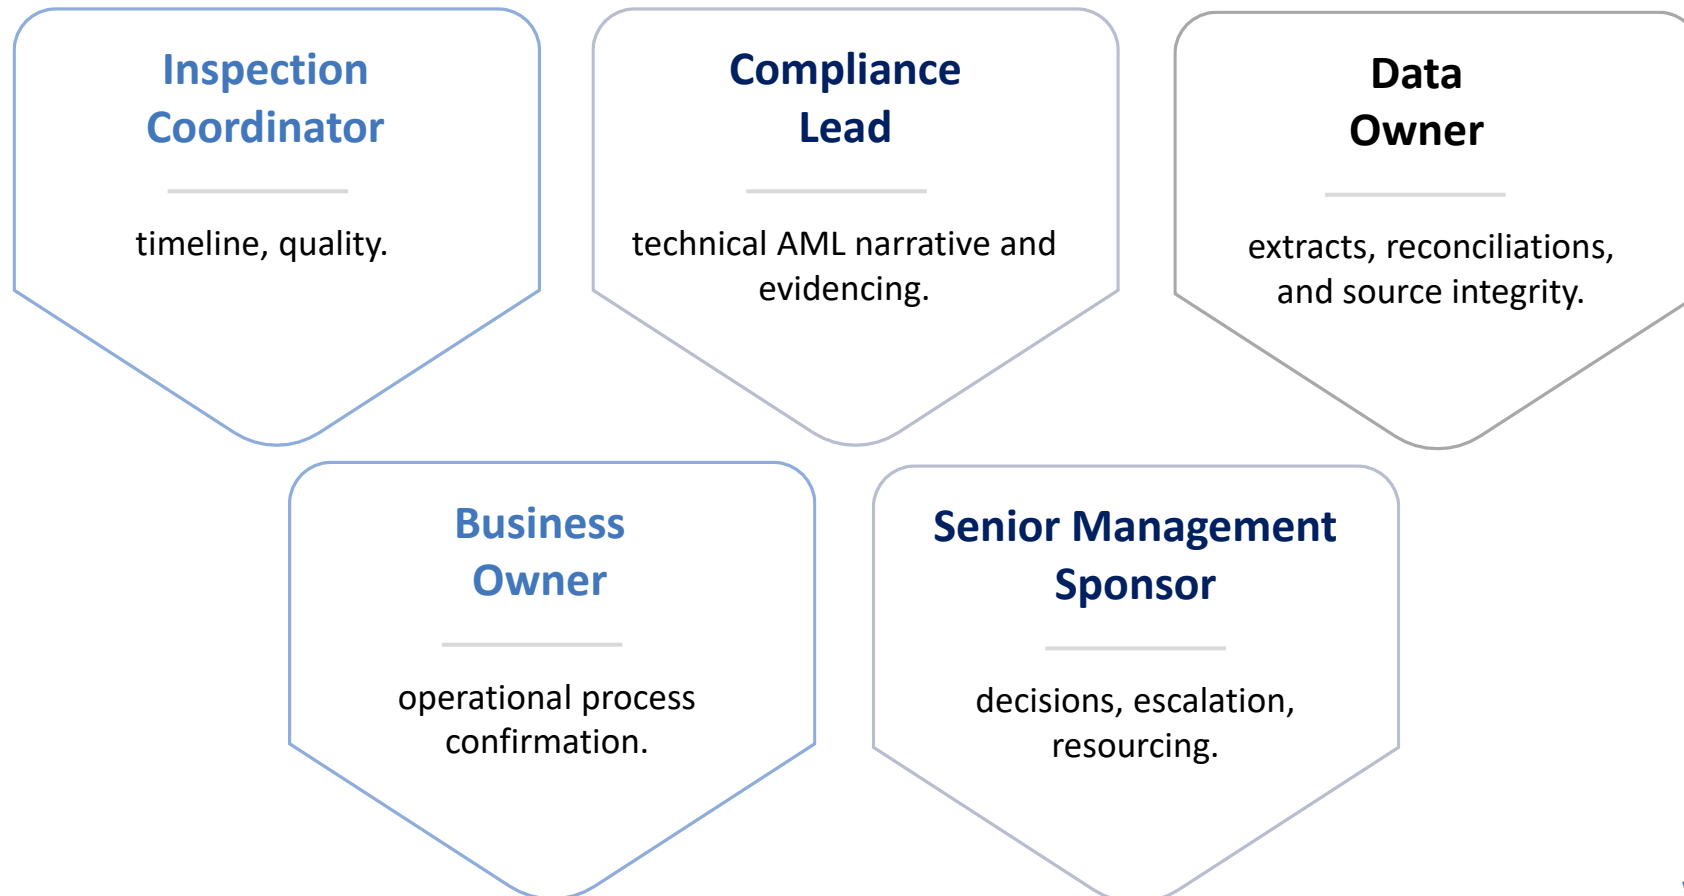 Inspection
Coordinator
timeline, quality.
Compliance
Lead
technical AML narrative and
evidencing.
Data
Owner
extracts, reconciliations,
and source integrity.
Business
Owner
operational process
confirmation.
Senior Management
Sponsor
decisions, escalation,
resourcing.